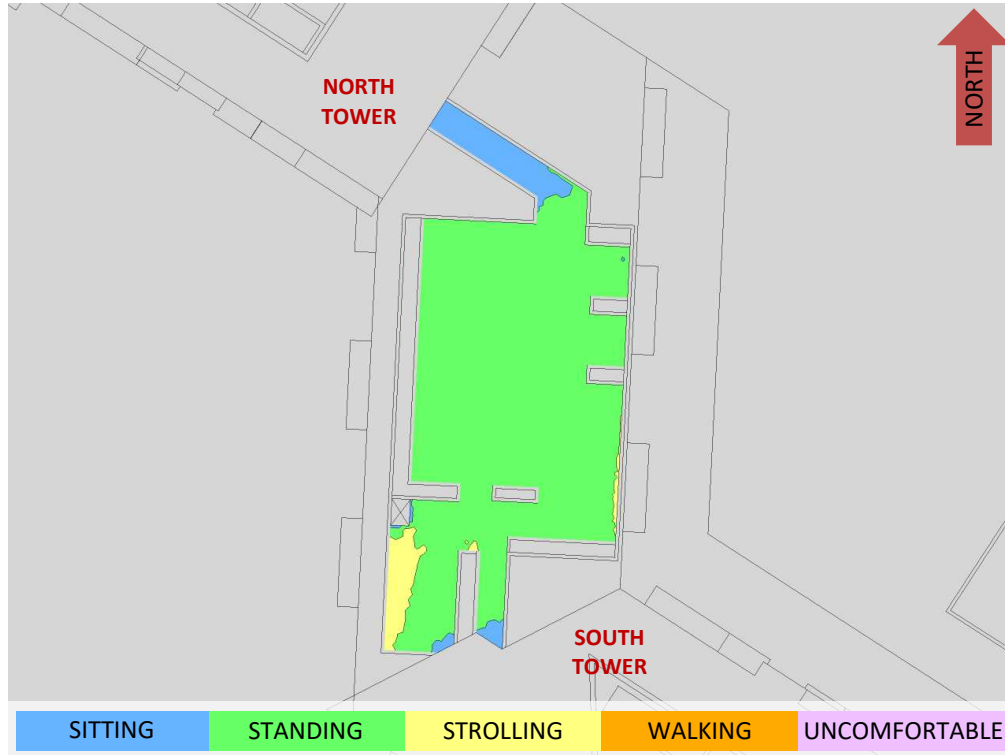 NORTH
TOWER
NORTH
SOUTH
TOWER
SITTING
STANDING
STROLLING
WALKING
UNCOMFORTABLE